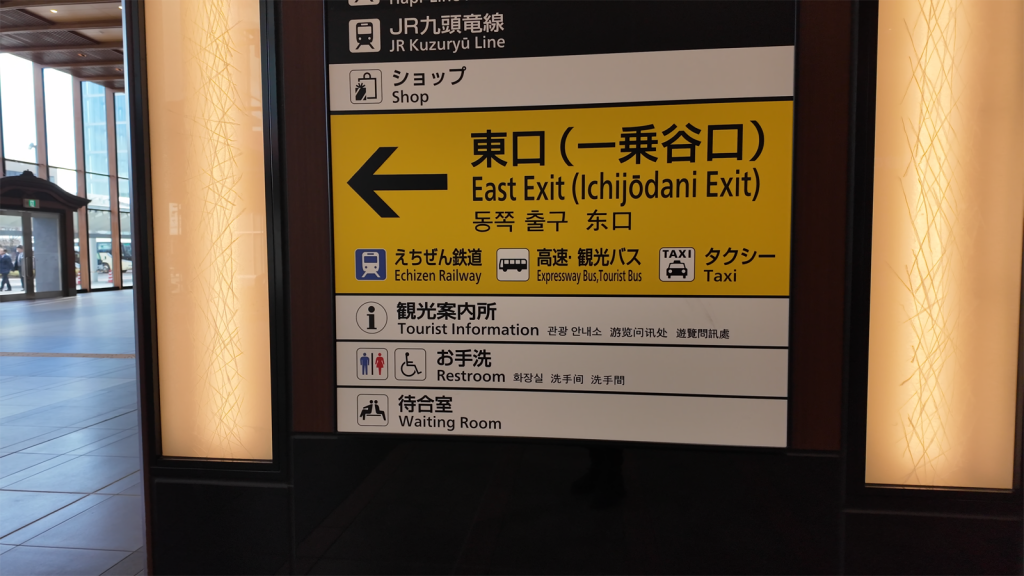 JR九頭竜線
JR Kuzuryū Line
ショップ
Shop
東口(一乗谷口)
East Exit (Ichijōdani Exit)
동쪽 출구 东口
えちぜん鉄道
Echizen Railway
高速・観光バス
Expressway Bus,Tourist Bus
TAXI
タクシー
Taxi
観光案内所
Tourist Information 관광 안내소 游览问讯处 遊覽問訊處
お手洗
Restroom 화장실 洗手间 洗手間
待合室
Waiting Room